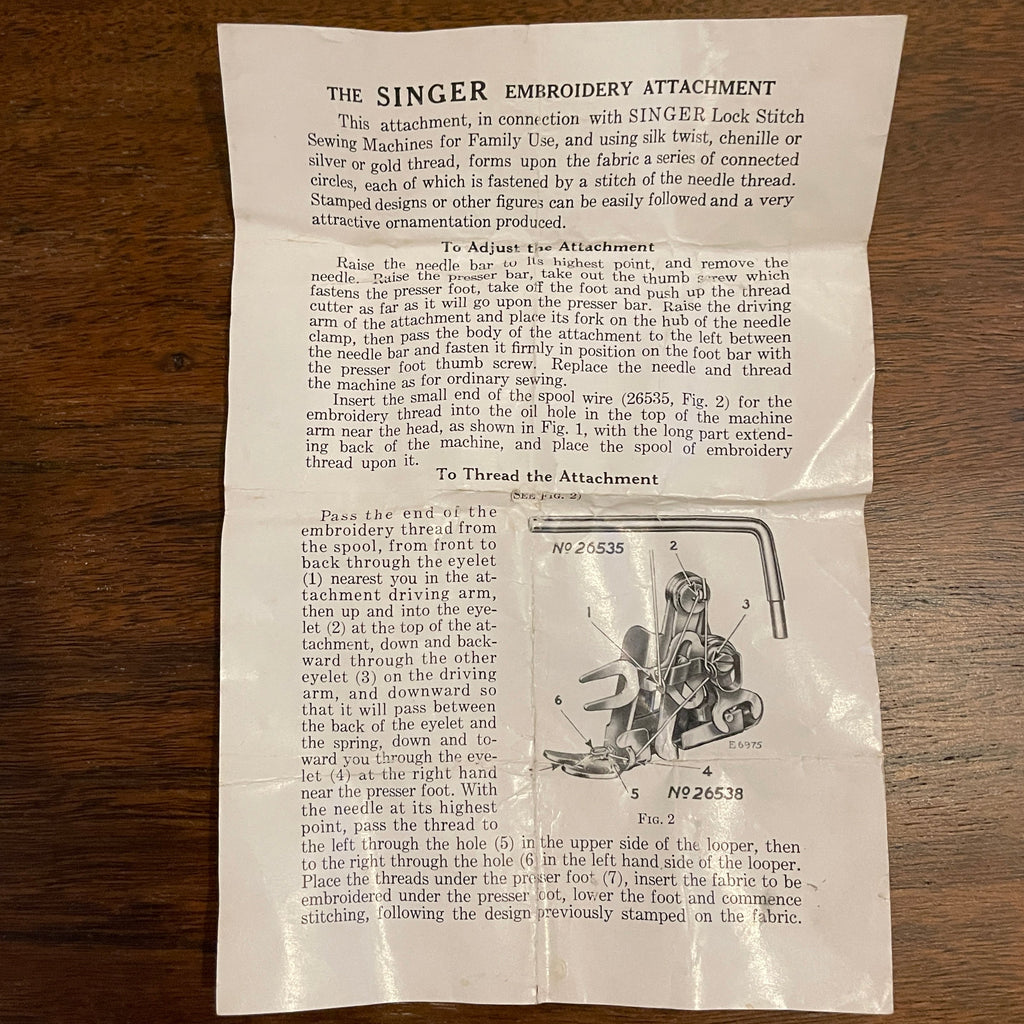 THE SINGER EMBROIDERY ATTACHMENT
This attachment, in connection with SINGER Lock Stitch
Sewing Machines for Family Use, and using silk twist, chenille or
silver or gold thread, forms upon the fabric a series of connected
circles, each of which is fastened by a stitch of the needle thread.
Stamped designs or other figures can be easily followed and a very
attractive ornamentation produced.
To Adjust the Attachment
Raise the needle bar to its highest point, and remove the
needle. Raise the presser bar, take out the thumb screw which
fastens the presser foot, take off the foot and push up the thread
cutter as far as it will go upon the presser bar. Raise the driving
arm of the attachment and place its fork on the hub of the needle
clamp, then pass the body of the attachment to the left between
the needle bar and fasten it firmly in position on the foot bar with
the presser foot thumb screw. Replace the needle and thread
the machine as for ordinary sewing.
Insert the small end of the spool wire (26535, Fig. 2) for the
embroidery thread into the oil hole in the top of the machine
arm near the head, as shown in Fig. 1, with the long part extend-
ing back of the machine, and place the spool of embroidery
thread upon it.
To Thread the Attachment
(SEE FIG. 2)
Pass the end of the
embroidery thread from
the spool, from front to
back through the eyelet
(1) nearest you in the at-
tachment driving arm,
then up and into the eye-
let (2) at the top of the at-
tachment, down and back-
ward through the other
eyelet (3) on the driving
arm, and downward so
that it will pass between
the back of the eyelet and
the spring, down and to-
ward you through the eye-
let (4) at the right hand
near the presser foot. With
the needle at its highest
point, pass the thread to
the left through the hole (5) in the upper side of the looper, then
to the right through the hole (6 in the left hand side of the looper.
Place the threads under the presser foot (7), insert the fabric to be
embroidered under the presser foot, lower the foot and commence
stitching, following the design previously stamped on the fabric.
Nº 26535
2
1
3
6
E6975
4
5
Nº 26538
FIG. 2